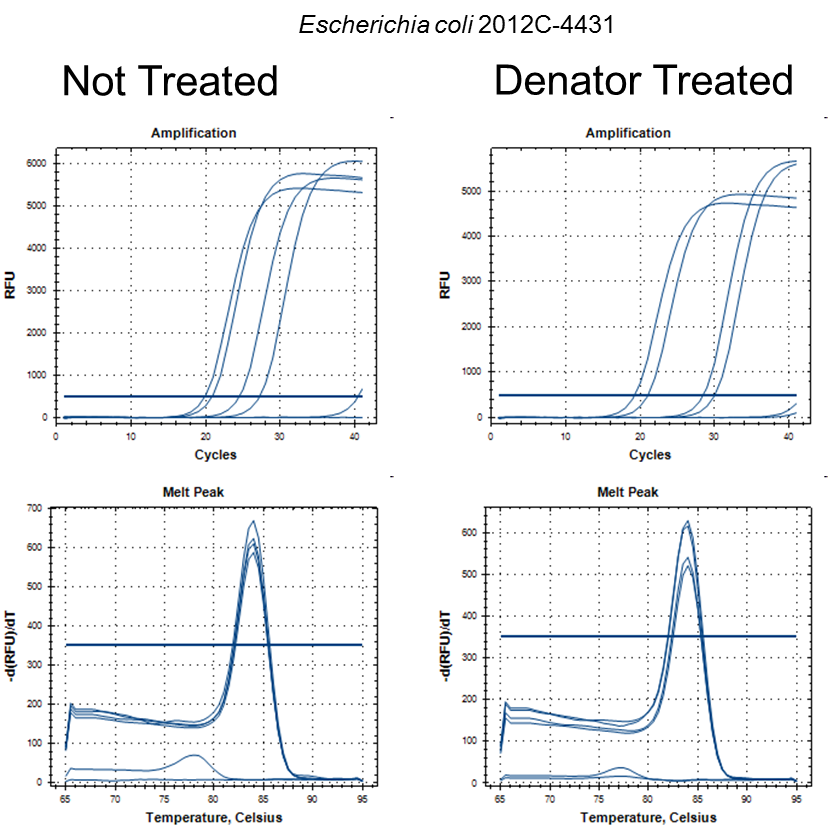 Escherichia coli 2012C-4431
Not Treated
Denator Treated
Amplification
RFU
6000
5000
4000
3000
2000
1000
0
0 10 20 30 40
Cycles
Amplification
RFU
5000
4000
3000
2000
1000
0
0 10 20 30 40
Cycles
Melt Peak
-d(RFU)/dT
700
600
500
400
300
200
100
0
65 70 75 80 85 90 95
Temperature, Celsius
Melt Peak
-d(RFU)/dT
600
500
400
300
200
100
0
65 70 75 80 85 90 95
Temperature, Celsius